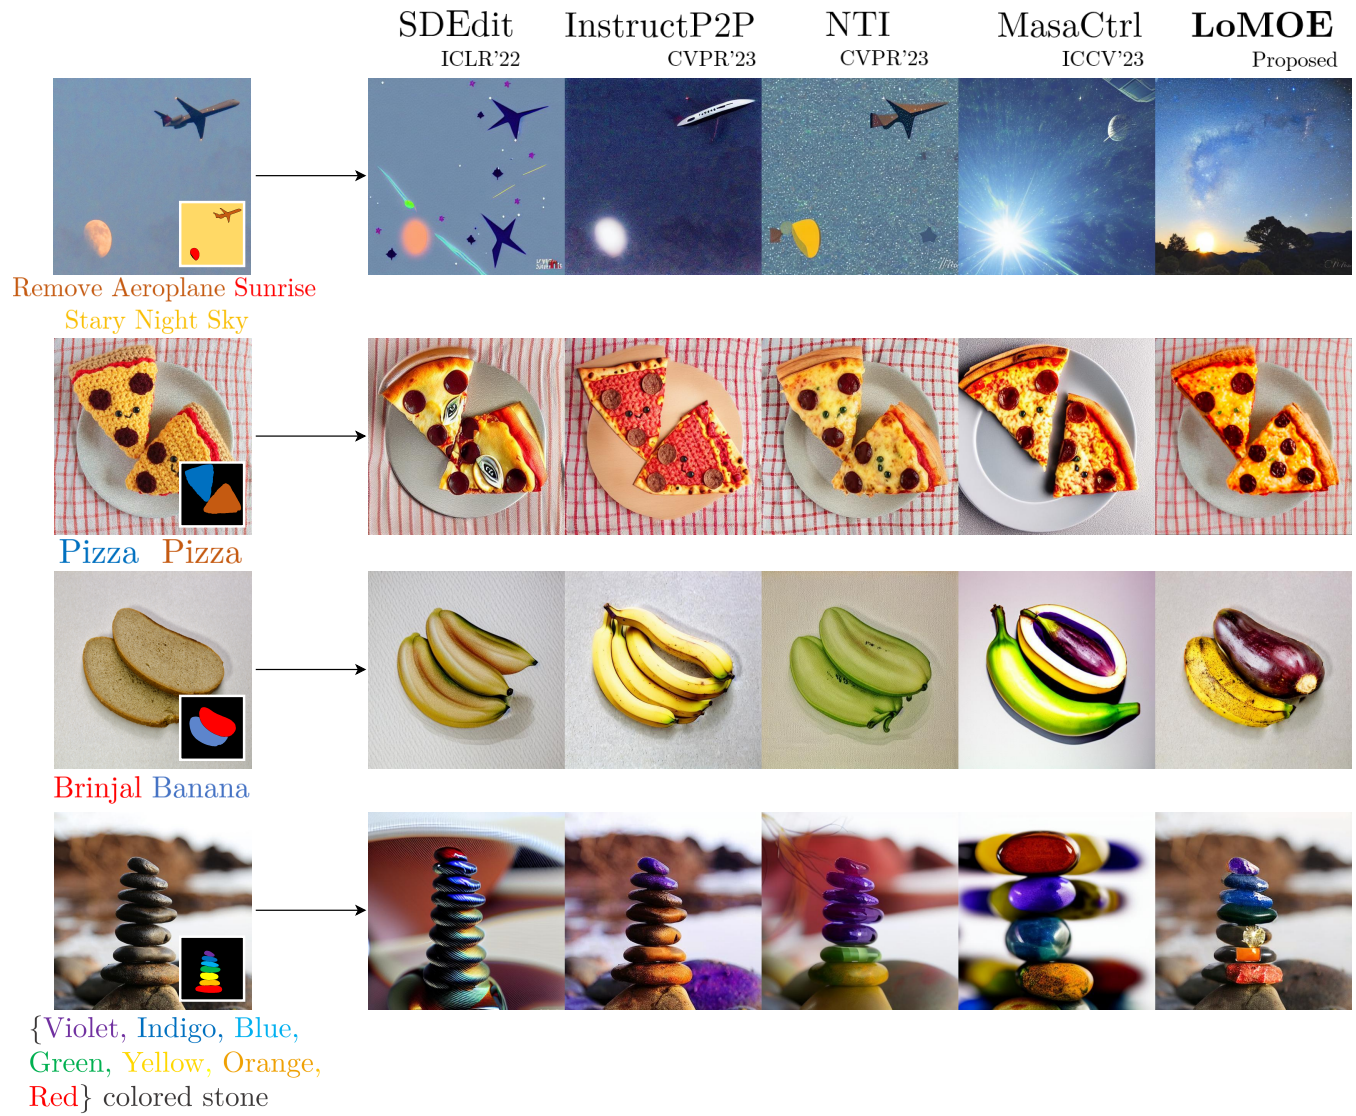 SDEdit InstructP2P NTI MasaCtrl LoMOE
ICLR'22 CVPR'23 CVPR'23 ICCV'23 Proposed
Remove Aeroplane Sunrise
Stary Night Sky
Pizza Pizza
Brinjal Banana
{Violet, Indigo, Blue,
Green, Yellow, Orange,
Red} colored stone